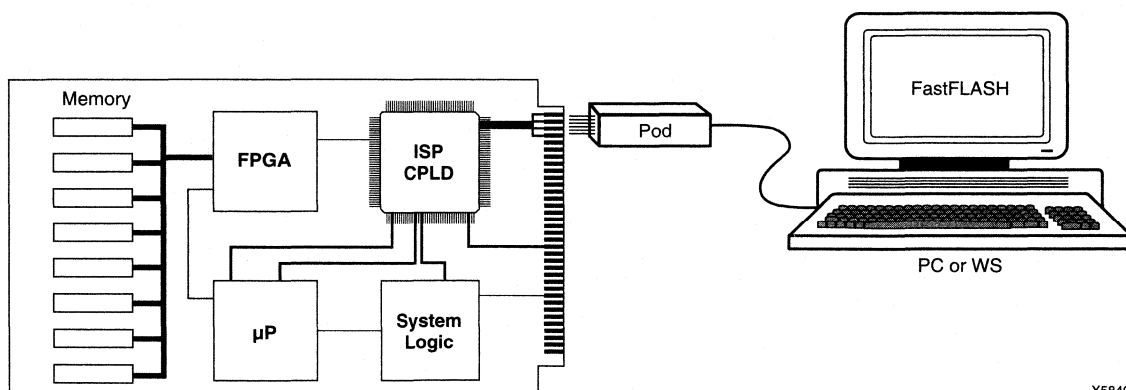 Memory
FPGA
ISP
CPLD
µP
System
Logic
Pod
FastFLASH
PC or WS